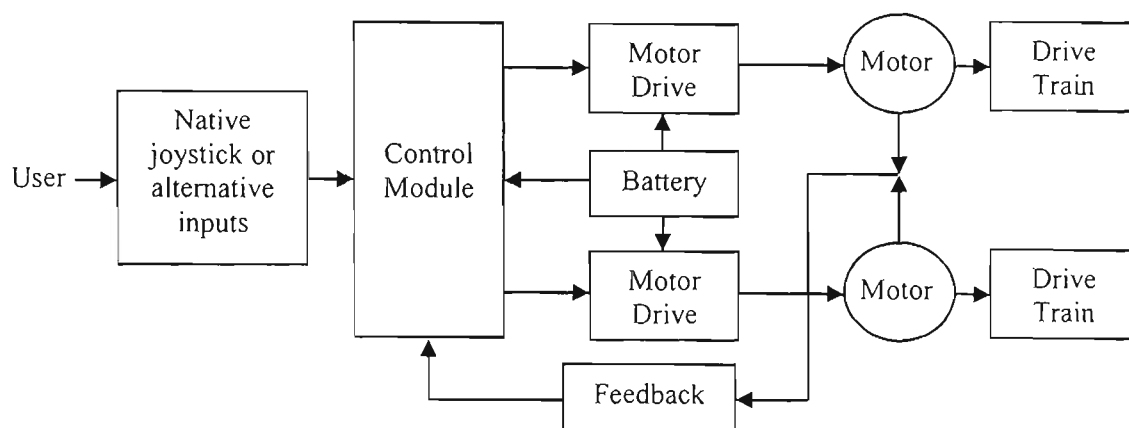 User
Native
joystick or
alternative
inputs
Control
Module
Motor
Drive
Battery
Motor
Drive
Feedback
Motor
Drive
Train
Motor
Drive
Train